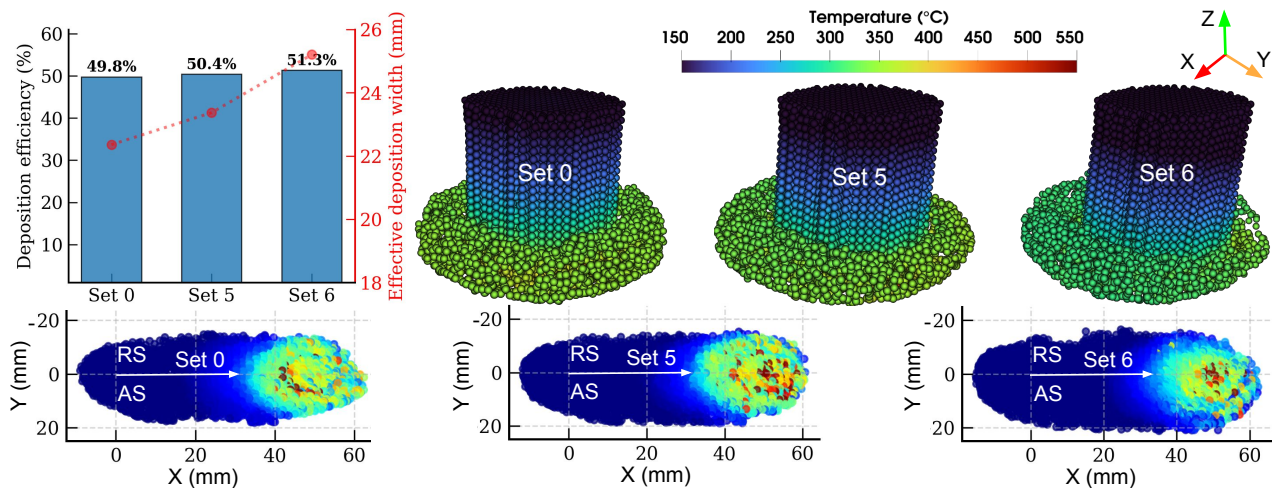 60
50
40
30
20
10
Deposition efficiency (%)
49.8%
50.4%
51.3%
26
24
22
20
18
Effective deposition width (mm)
Set 0 Set 5 Set 6
Temperature (°C)
150 200 250 300 350 400 450 500 550
Z
X
Y
Set 0
Set 5
Set 6
-20
0
20
Y (mm)
RS
Set 0
AS
0 20 40 60
X (mm)
-20
0
20
Y (mm)
RS
Set 5
AS
0 20 40 60
X (mm)
-20
0
20
Y (mm)
RS
Set 6
AS
0 20 40 60
X (mm)